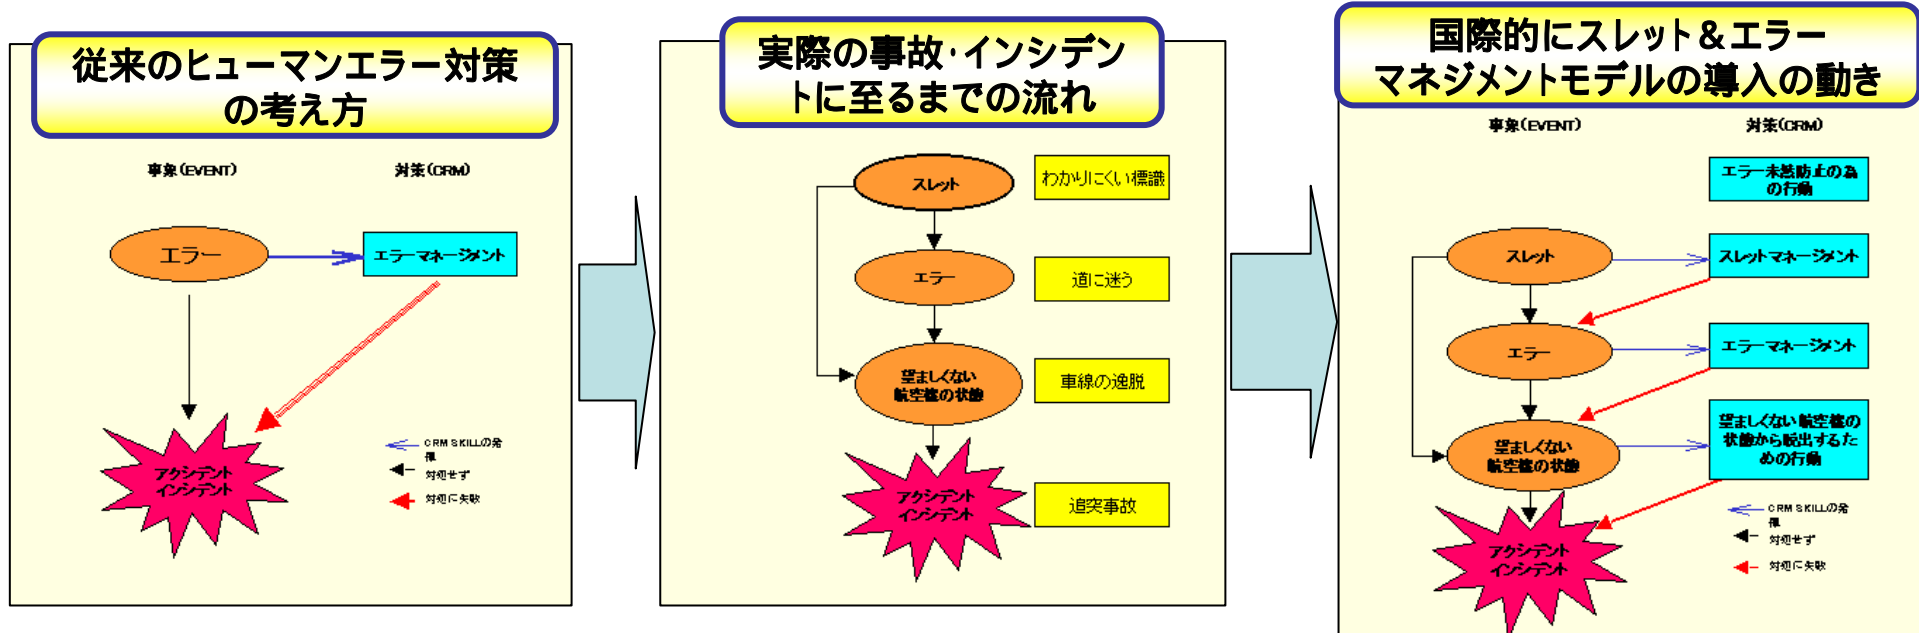 従来のヒューマンエラー対策
の考え方
事象(EVENT)
対策(CRM)
エラー
エラーマネージメント
アクシデント
インシデント
CRM SKILLの発
揮
対処せず
対処に失敗
実際の事故・インシデン
トに至るまでの流れ
スレット
わかりにくい標識
エラー
道に迷う
望ましくない
航空機の状態
車線の逸脱
アクシデント
インシデント
追突事故
国際的にスレット＆エラー
マネジメントモデルの導入の動き
事象(EVENT)
対策(CRM)
エラー未然防止の為
の行動
スレット
スレットマネージメント
エラー
エラーマネージメント
望ましくない
航空機の状態
望ましくない航空機の
状態から脱出するた
めの行動
アクシデント
インシデント
CRM SKILLの発
揮
対処せず
対処に失敗